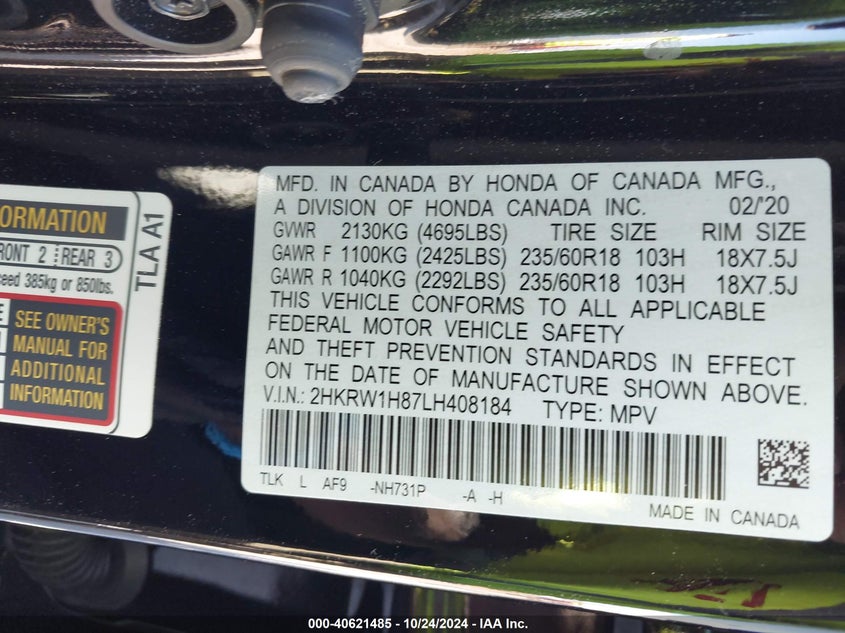 ORMATION
FRONT 2 REAR 3
ceed 385kg or 850lbs.
SEE OWNER'S
MANUAL FOR
ADDITIONAL
INFORMATION
TLA A1
MFD. IN CANADA BY HONDA OF CANADA MFG.,
A DIVISION OF HONDA CANADA INC. 02/'20
GVWR 2130KG (4695LBS) TIRE SIZE RIM SIZE
GAWR F 1100KG (2425LBS) 235/60R18 103H 18X7.5J
GAWR R 1040KG (2292LBS) 235/60R18 103H 18X7.5J
THIS VEHICLE CONFORMS TO ALL APPLICABLE
FEDERAL MOTOR VEHICLE SAFETY
AND THEFT PREVENTION STANDARDS IN EFFECT
ON THE DATE OF MANUFACTURE SHOWN ABOVE.
V.I.N.: 2HKRW1H87LH408184 TYPE: MPV
TLK L AF9 -NH731P -A -H
MADE IN CANADA
000-40621485 - 10/24/2024 - IAA Inc.